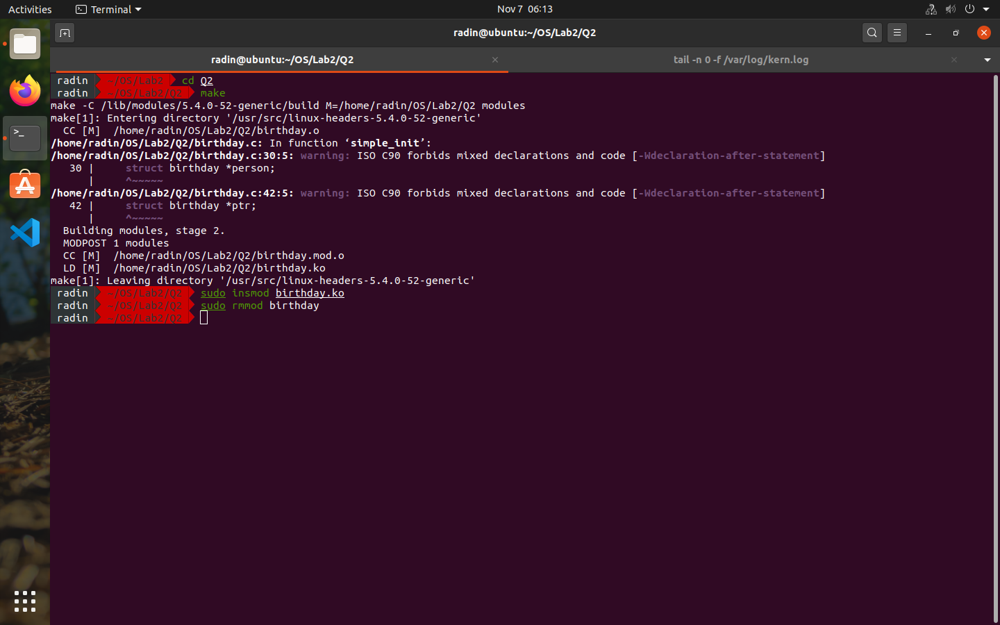 Activities
Terminal
Nov 7 06:13
radin@ubuntu:~/OS/Lab2/Q2
radin@ubuntu:~/OS/Lab2/Q2
tail -n 0 -f /var/log/kern.log
radin ~/OS/Lab2 cd Q2
radin ~/OS/Lab2/Q2 make
make -C /lib/modules/5.4.0-52-generic/build M=/home/radin/OS/Lab2/Q2 modules
make[1]: Entering directory '/usr/src/linux-headers-5.4.0-52-generic'
  CC [M]  /home/radin/OS/Lab2/Q2/birthday.o
/home/radin/OS/Lab2/Q2/birthday.c: In function ‘simple_init’:
/home/radin/OS/Lab2/Q2/birthday.c:30:5: warning: ISO C90 forbids mixed declarations and code [-Wdeclaration-after-statement]
   30 |     struct birthday *person;
      |     ^~~~~~
/home/radin/OS/Lab2/Q2/birthday.c:42:5: warning: ISO C90 forbids mixed declarations and code [-Wdeclaration-after-statement]
   42 |     struct birthday *ptr;
      |     ^~~~~~
  Building modules, stage 2.
  MODPOST 1 modules
  CC [M]  /home/radin/OS/Lab2/Q2/birthday.mod.o
  LD [M]  /home/radin/OS/Lab2/Q2/birthday.ko
make[1]: Leaving directory '/usr/src/linux-headers-5.4.0-52-generic'
radin ~/OS/Lab2/Q2 sudo insmod birthday.ko
radin ~/OS/Lab2/Q2 sudo rmmod birthday
radin ~/OS/Lab2/Q2